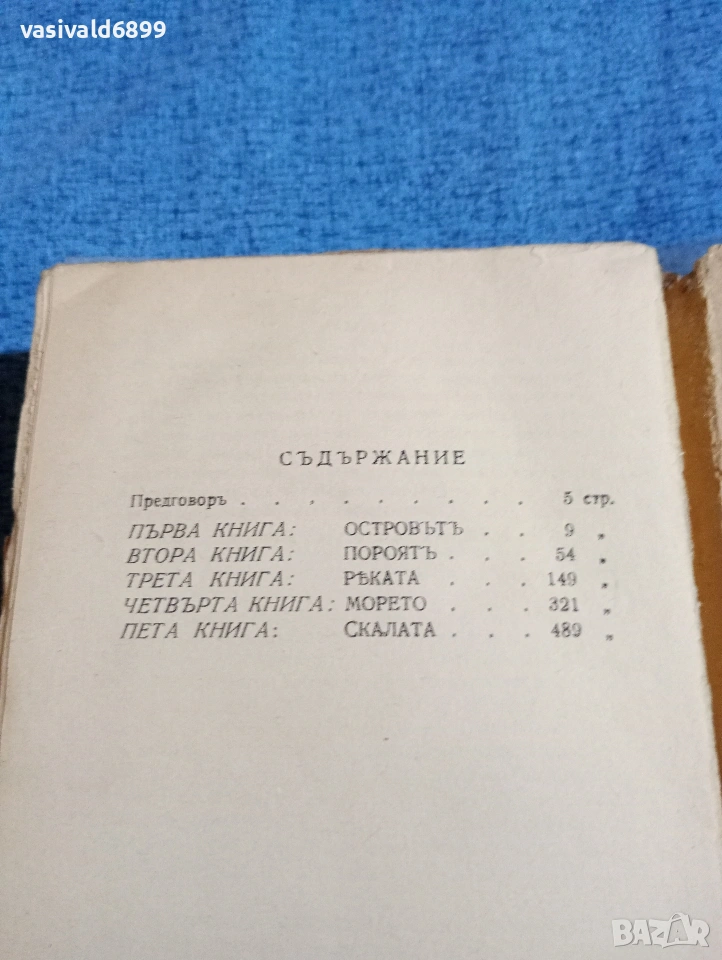 vasivald6899
СЪДЪРЖАНИЕ
Предговоръ . . . . . . . . . 5 стр.
ПЪРВА КНИГА: ОСТРОВЪТЪ . . 9 „
ВТОРА КНИГА: ПОРОЯТЪ . . . 54 „
ТРЕТА КНИГА: РѢКАТА . . . 149 „
ЧЕТВЪРТА КНИГА: МОРЕТО . . . 321 „
ПЕТА КНИГА: СКАЛАТА . . . 489 „
BAZAR